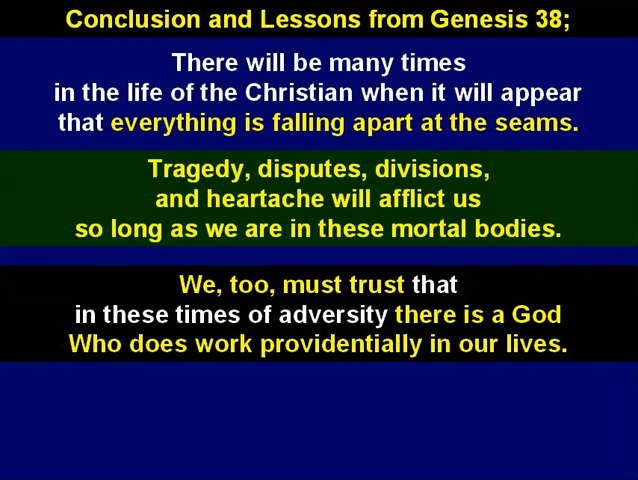 Conclusion and Lessons from Genesis 38;
There will be many times
in the life of the Christian when it will appear
that everything is falling apart at the seams.
Tragedy, disputes, divisions,
and heartache will afflict us
so long as we are in these mortal bodies.
We, too, must trust that
in these times of adversity there is a God
Who does work providentially in our lives.